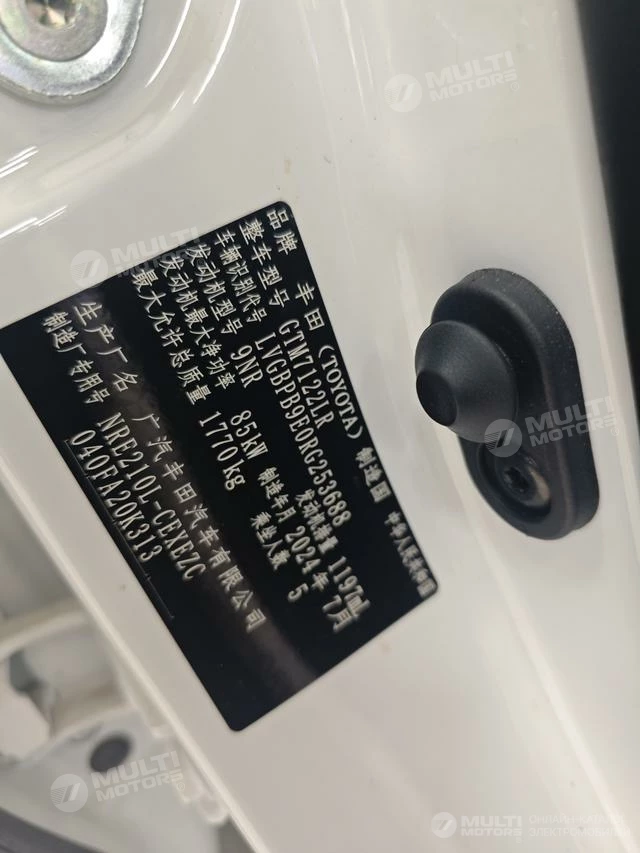 MULTI
MOTORS
MULTI
MOTORS
品牌 丰田 (TOYOTA) 制造国 中华人民共和国
整车型号 GTM7122LR
车辆识别代号 LVGBPB9E0RG253688
发动机型号 9NR 发动机排量 1197mL
发动机最大净功率 85kW 制造年月 2024年 7月
最大允许总质量 1770kg 乘坐人数 5
生产厂名 广汽丰田汽车有限公司
制造厂专用号 NRE210L-CEXEZC
040FA20K313
MULTI
MOTORS
MULTI
MOTORS